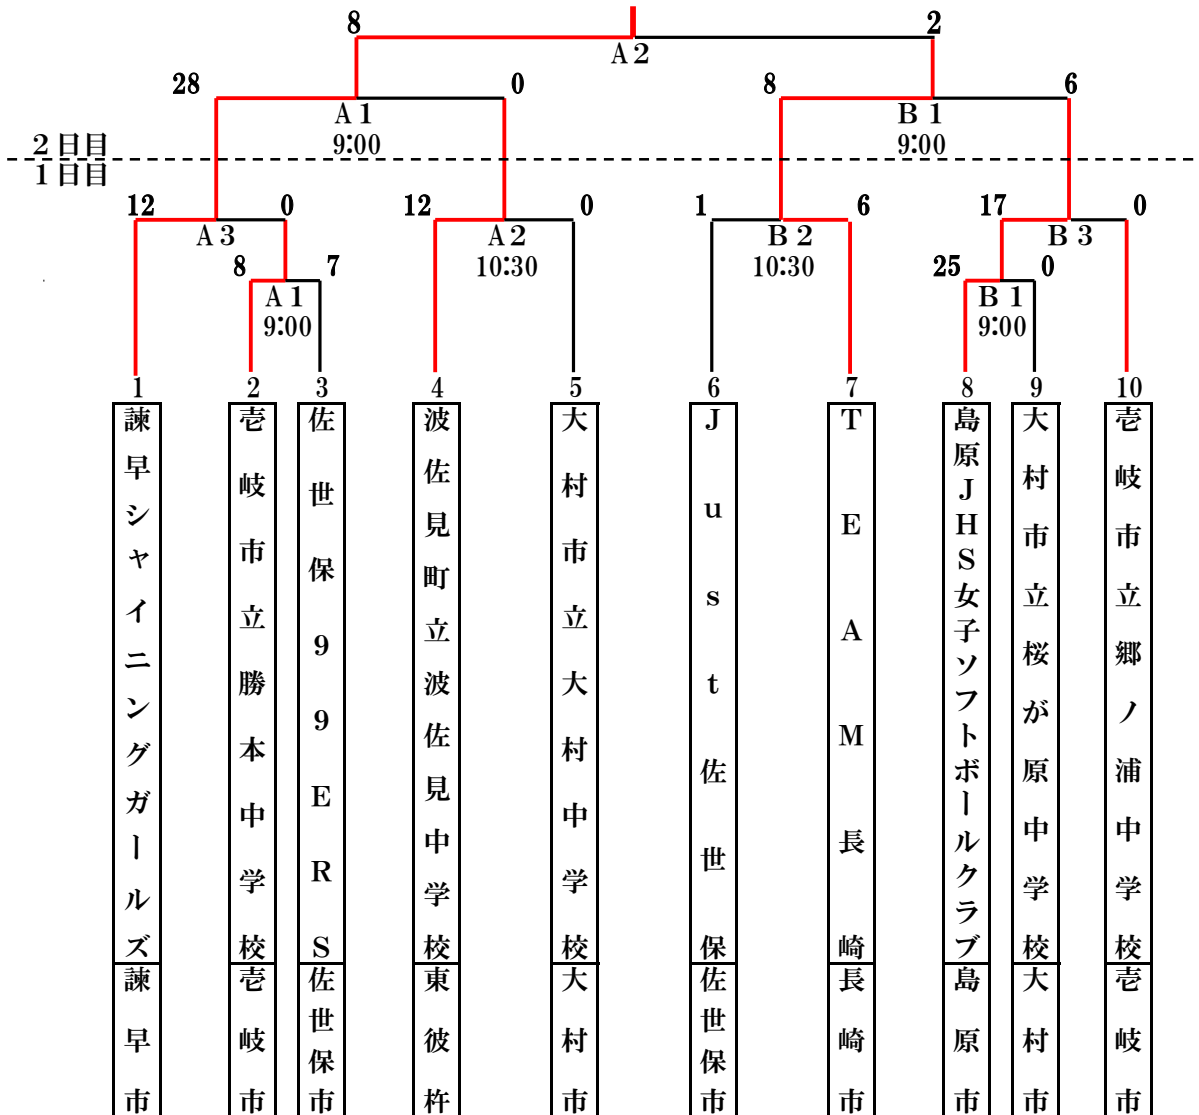 8 2
A 2
28 0 8 6
A 1 B 1
2日目 9:00 9:00
1日目
12 0 12 0 1 6 17 0
A 3 A 2 B 2 B 3
8 7 10:30 10:30 25 0
A 1 B 1
9:00 9:00
1 2 3 4 5 6 7 8 9 10
諫早シャイニングガールズ
諫早市
壱岐市立勝本中学校
壱岐市
佐世保99ERS
佐世保市
波佐見町立波佐見中学校
東彼杵
大村市立大村中学校
大村市
Just佐世保
佐世保市
TEAM長崎
長崎市
島原JHS女子ソフトボールクラブ
島原市
大村市立桜が原中学校
大村市
壱岐市立郷ノ浦中学校
壱岐市